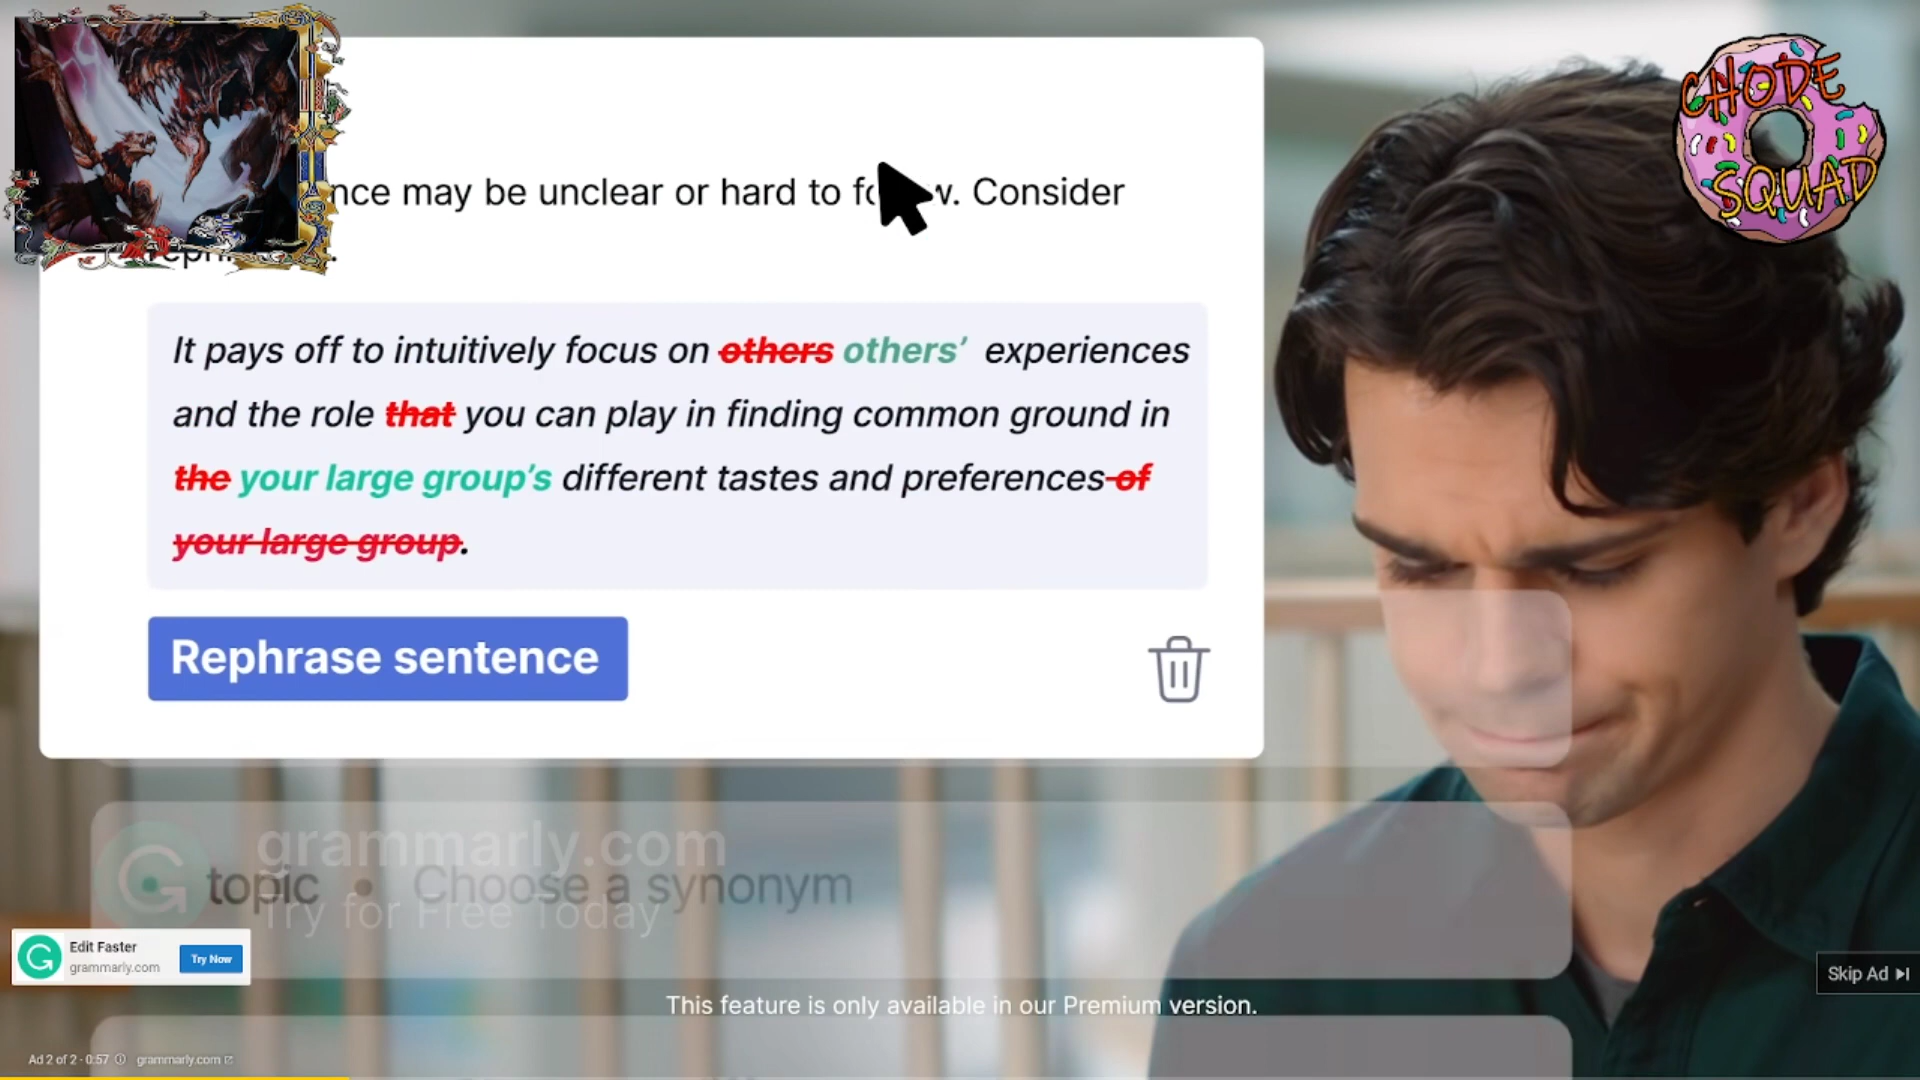 CHODE
SQUAD
nce may be unclear or hard to follow. Consider
It pays off to intuitively focus on others others’ experiences
and the role that you can play in finding common ground in
the your large group’s different tastes and preferences of
your large group.
Rephrase sentence
grammarly.com
topic • Choose a synonym
Try for Free Today
Edit Faster
grammarly.com
Try Now
Skip Ad
This feature is only available in our Premium version.
Ad 2 of 2 · 0:57 grammarly.com